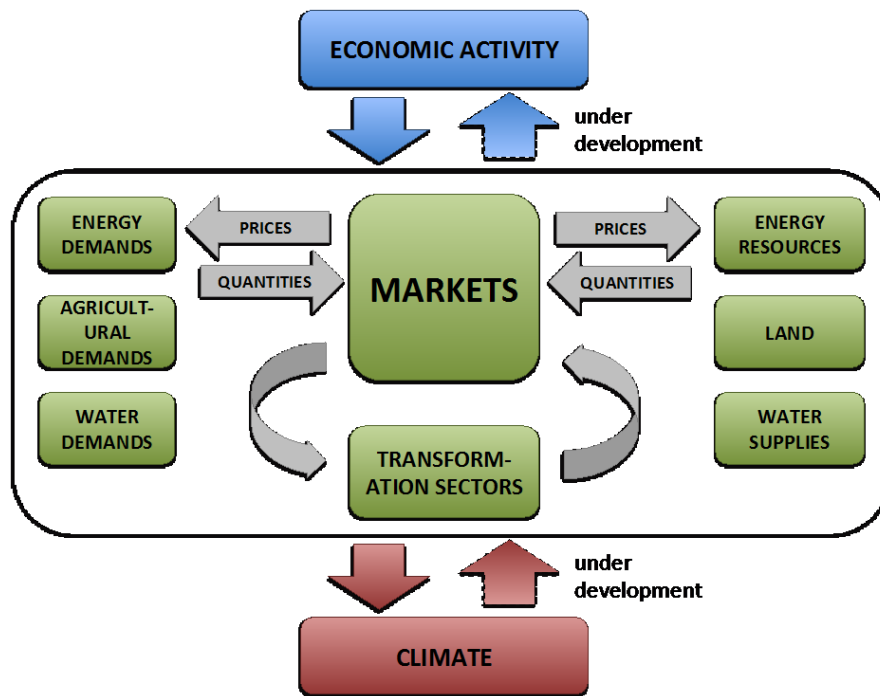 ECONOMIC ACTIVITY
under
development
ENERGY
DEMANDS
PRICES
QUANTITIES
AGRICULT-
URAL
DEMANDS
WATER
DEMANDS
MARKETS
TRANSFORM-
ATION SECTORS
PRICES
QUANTITIES
ENERGY
RESOURCES
LAND
WATER
SUPPLIES
under
development
CLIMATE